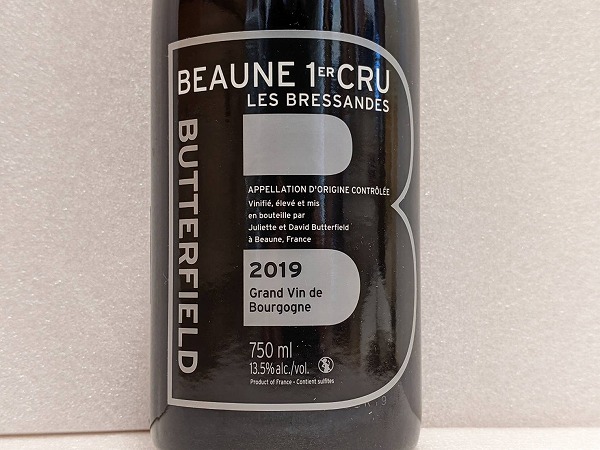 BEAUNE 1ER CRU
LES BRESSANDES
BUTTERFIELD
APPELLATION D'ORIGINE CONTRÔLÉE
Vinifié, élevé et mis
en bouteille par
Juliette et David Butterfield
à Beaune, France
2019
Grand Vin de
Bourgogne
750 ml
13.5% alc./vol.
Product of France - Contient sulfites